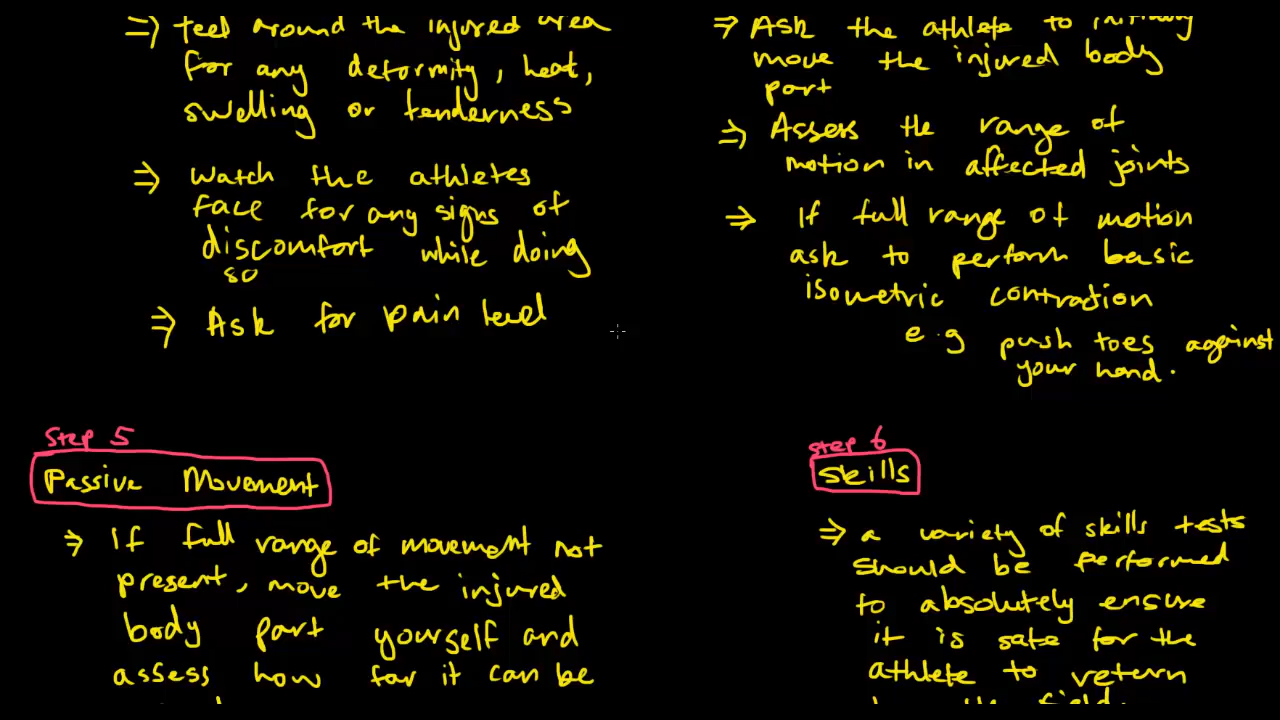 ⇒ feel around the injured area
for any deformity, heat,
swelling or tenderness
⇒ watch the athletes
face for any signs of
discomfort while doing
so
⇒ Ask for pain level
⇒ Ask the athlete to
move the injured body
part
⇒ Assess the range of
motion in affected joints
⇒ If full range of motion
ask to perform basic
isometric contraction
e.g push toes against
your hand.
Step 5
Passive Movement
⇒ If full range of movement not
present, move the injured
body part yourself and
assess how far it can be
step 6
Skills
⇒ a variety of skills tests
should be performed
to absolutely ensure
it is safe for the
athlete to return
the field